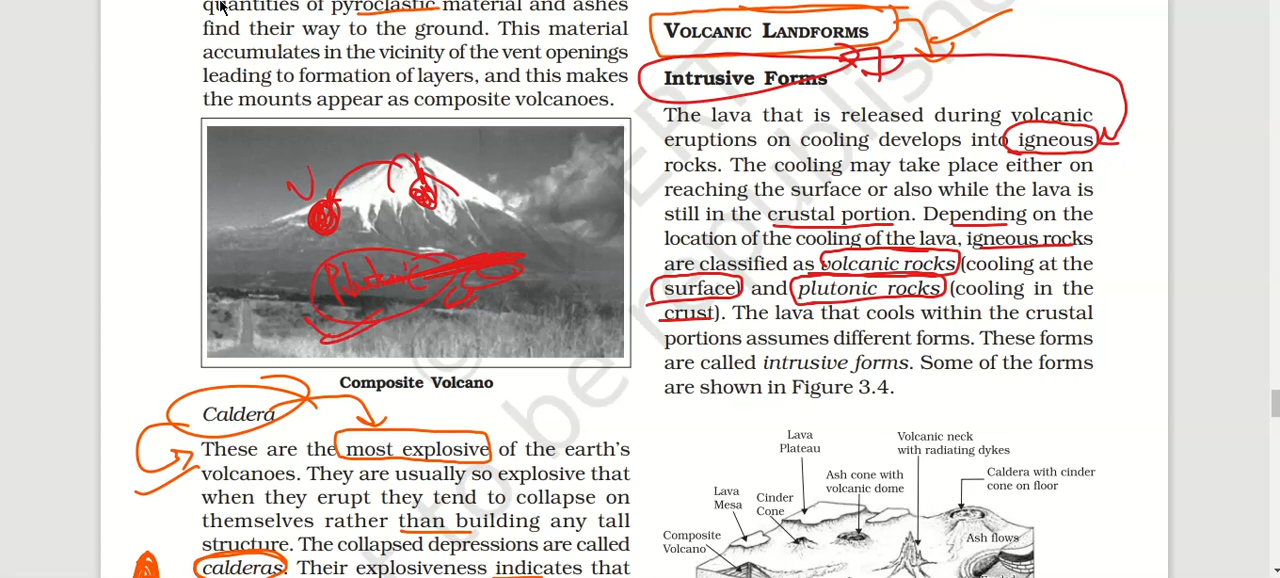 quantities of pyroclastic material and ashes
find their way to the ground. This material
accumulates in the vicinity of the vent openings
leading to formation of layers, and this makes
the mounts appear as composite volcanoes.
Plutonic
Composite Volcano
Caldera
These are the most explosive of the earth's
volcanoes. They are usually so explosive that
when they erupt they tend to collapse on
themselves rather than building any tall
structure. The collapsed depressions are called
calderas. Their explosiveness indicates that
VOLCANIC LANDFORMS
Intrusive Forms
The lava that is released during volcanic
eruptions on cooling develops into igneous
rocks. The cooling may take place either on
reaching the surface or also while the lava is
still in the crustal portion. Depending on the
location of the cooling of the lava, igneous rocks
are classified as volcanic rocks (cooling at the
surface) and plutonic rocks (cooling in the
crust). The lava that cools within the crustal
portions assumes different forms. These forms
are called intrusive forms. Some of the forms
are shown in Figure 3.4.
Lava
Plateau
Volcanic neck
with radiating dykes
Ash cone with
volcanic dome
Caldera with cinder
cone on floor
Lava
Mesa
Cinder
Cone
Composite
Volcano
Ash flows